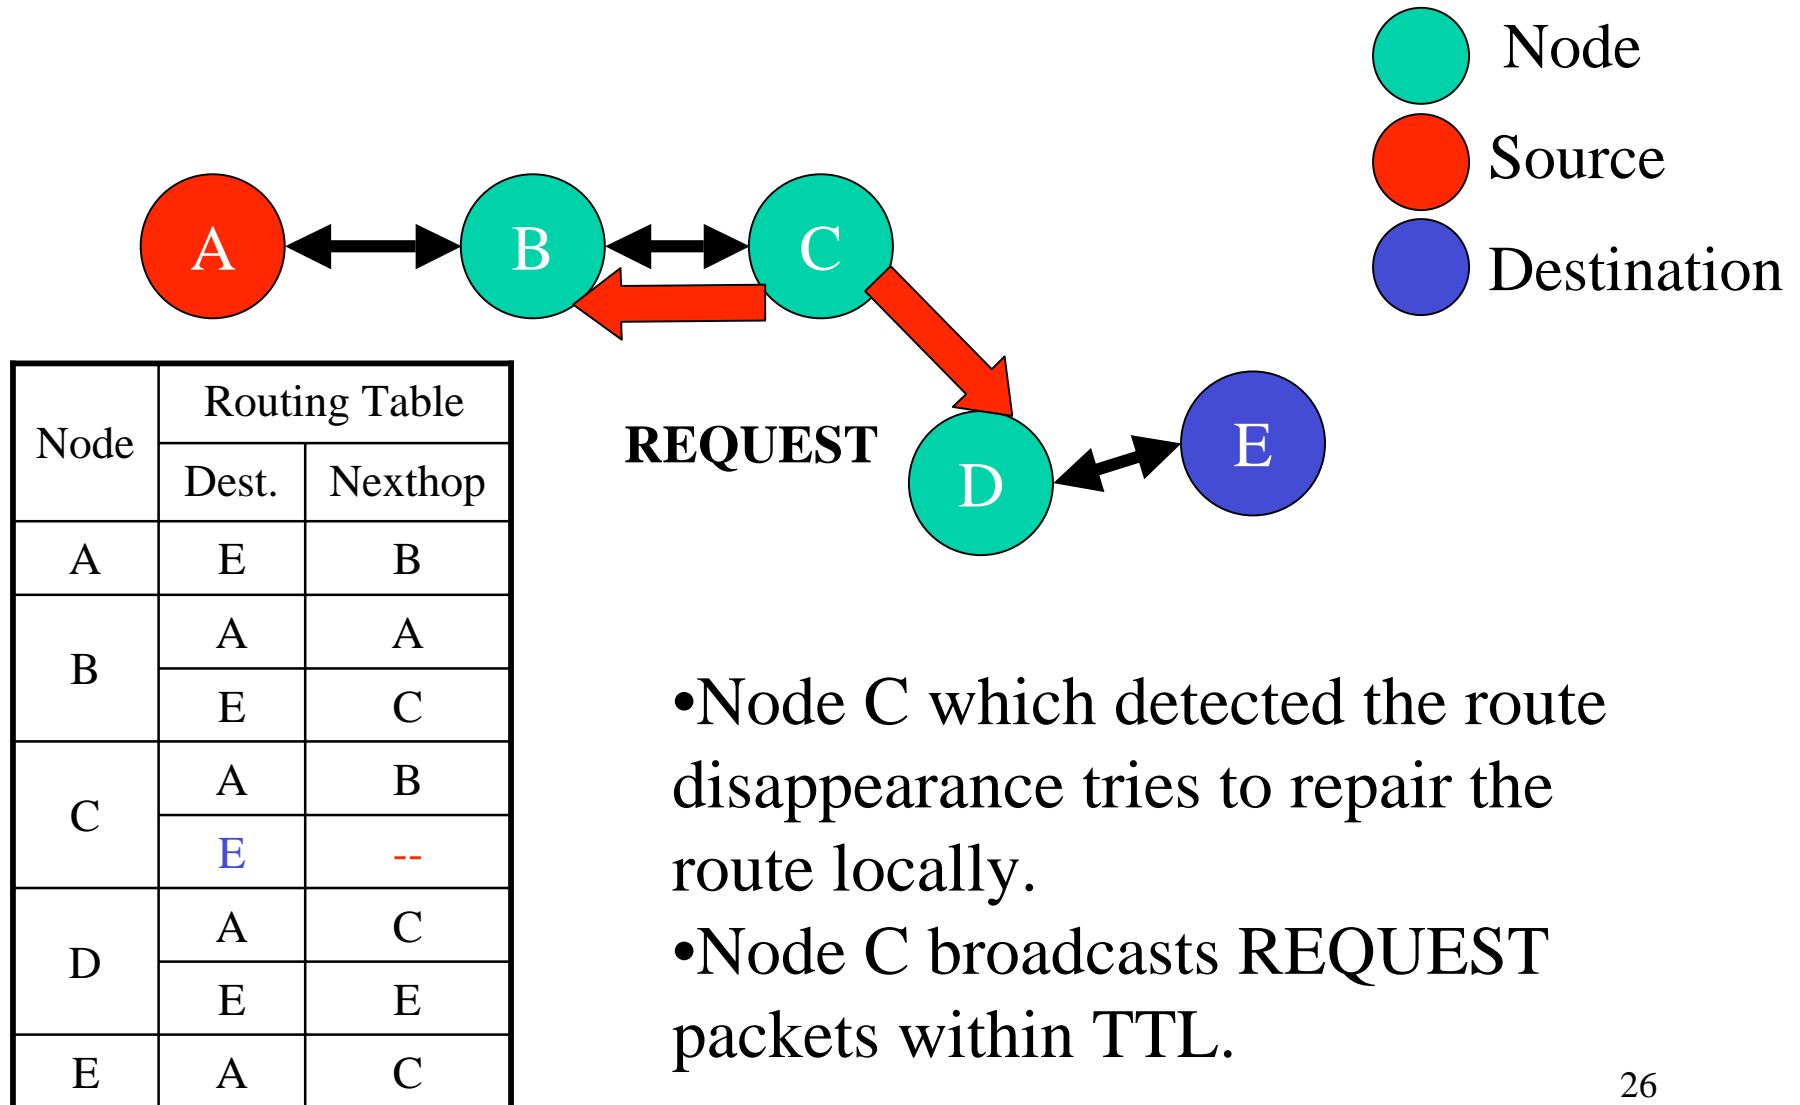 Node
Source
Destination
A B C
D E
REQUEST
Node Routing Table
Dest. Nexthop
A E B
B A A
E C
C A B
E --
D A C
E E
E A C
•Node C which detected the route
disappearance tries to repair the
route locally.
•Node C broadcasts REQUEST
packets within TTL.
26